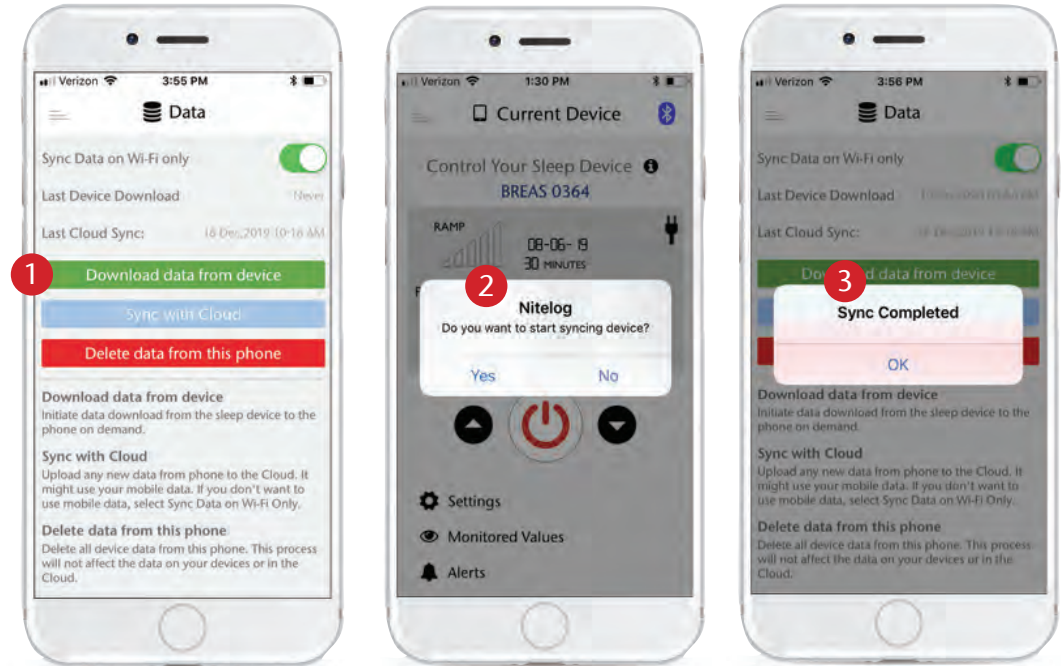 Verizon 3:55 PM
Data
Sync Data on Wi-Fi only
Last Device Download Never
Last Cloud Sync: 18 Dec,2019 10:18 AM
1
Download data from device
Sync with Cloud
Delete data from this phone
Download data from device
Initiate data download from the sleep device to the
phone on demand.
Sync with Cloud
Upload any new data from phone to the Cloud. It
might use your mobile data. If you don't want to
use mobile data, select Sync Data on Wi-Fi Only.
Delete data from this phone
Delete all device data from this phone. This process
will not affect the data on your devices or in the
Cloud.
Verizon 1:30 PM
Current Device
Control Your Sleep Device
BREAS 0364
RAMP
08-06-19
30 MINUTES
2
Nitelog
Do you want to start syncing device?
Yes No
Settings
Monitored Values
Alerts
Verizon 3:56 PM
Data
Sync Data on Wi-Fi only
Last Device Download
Last Cloud Sync:
Download data from device
3
Sync Completed
OK
Download data from device
Initiate data download from the sleep device to the
phone on demand.
Sync with Cloud
Upload any new data from phone to the Cloud. It
might use your mobile data. If you don't want to
use mobile data, select Sync Data on Wi-Fi Only.
Delete data from this phone
Delete all device data from this phone. This process
will not affect the data on your devices or in the
Cloud.